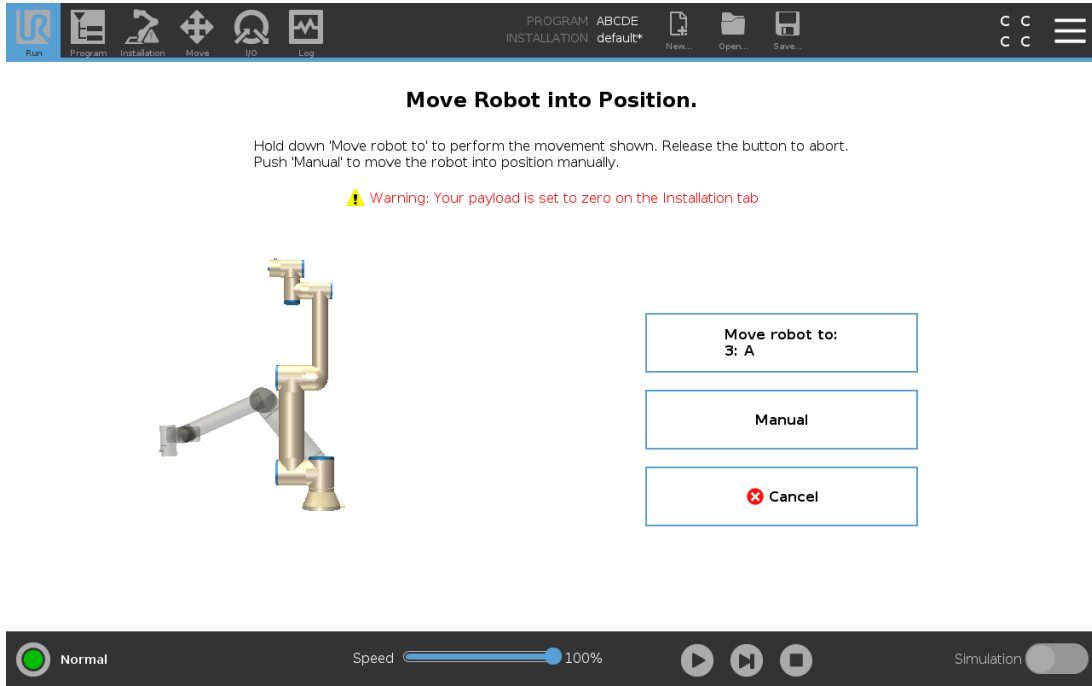 UR
PROGRAM ABCDE
INSTALLATION default*
C C
C C
Run Program Installation Move I/O Log New... Open... Save...
Move Robot into Position.
Hold down 'Move robot to' to perform the movement shown. Release the button to abort.
Push 'Manual' to move the robot into position manually.
Warning: Your payload is set to zero on the Installation tab
Move robot to:
3: A
Manual
Cancel
Normal Speed 100% Simulation